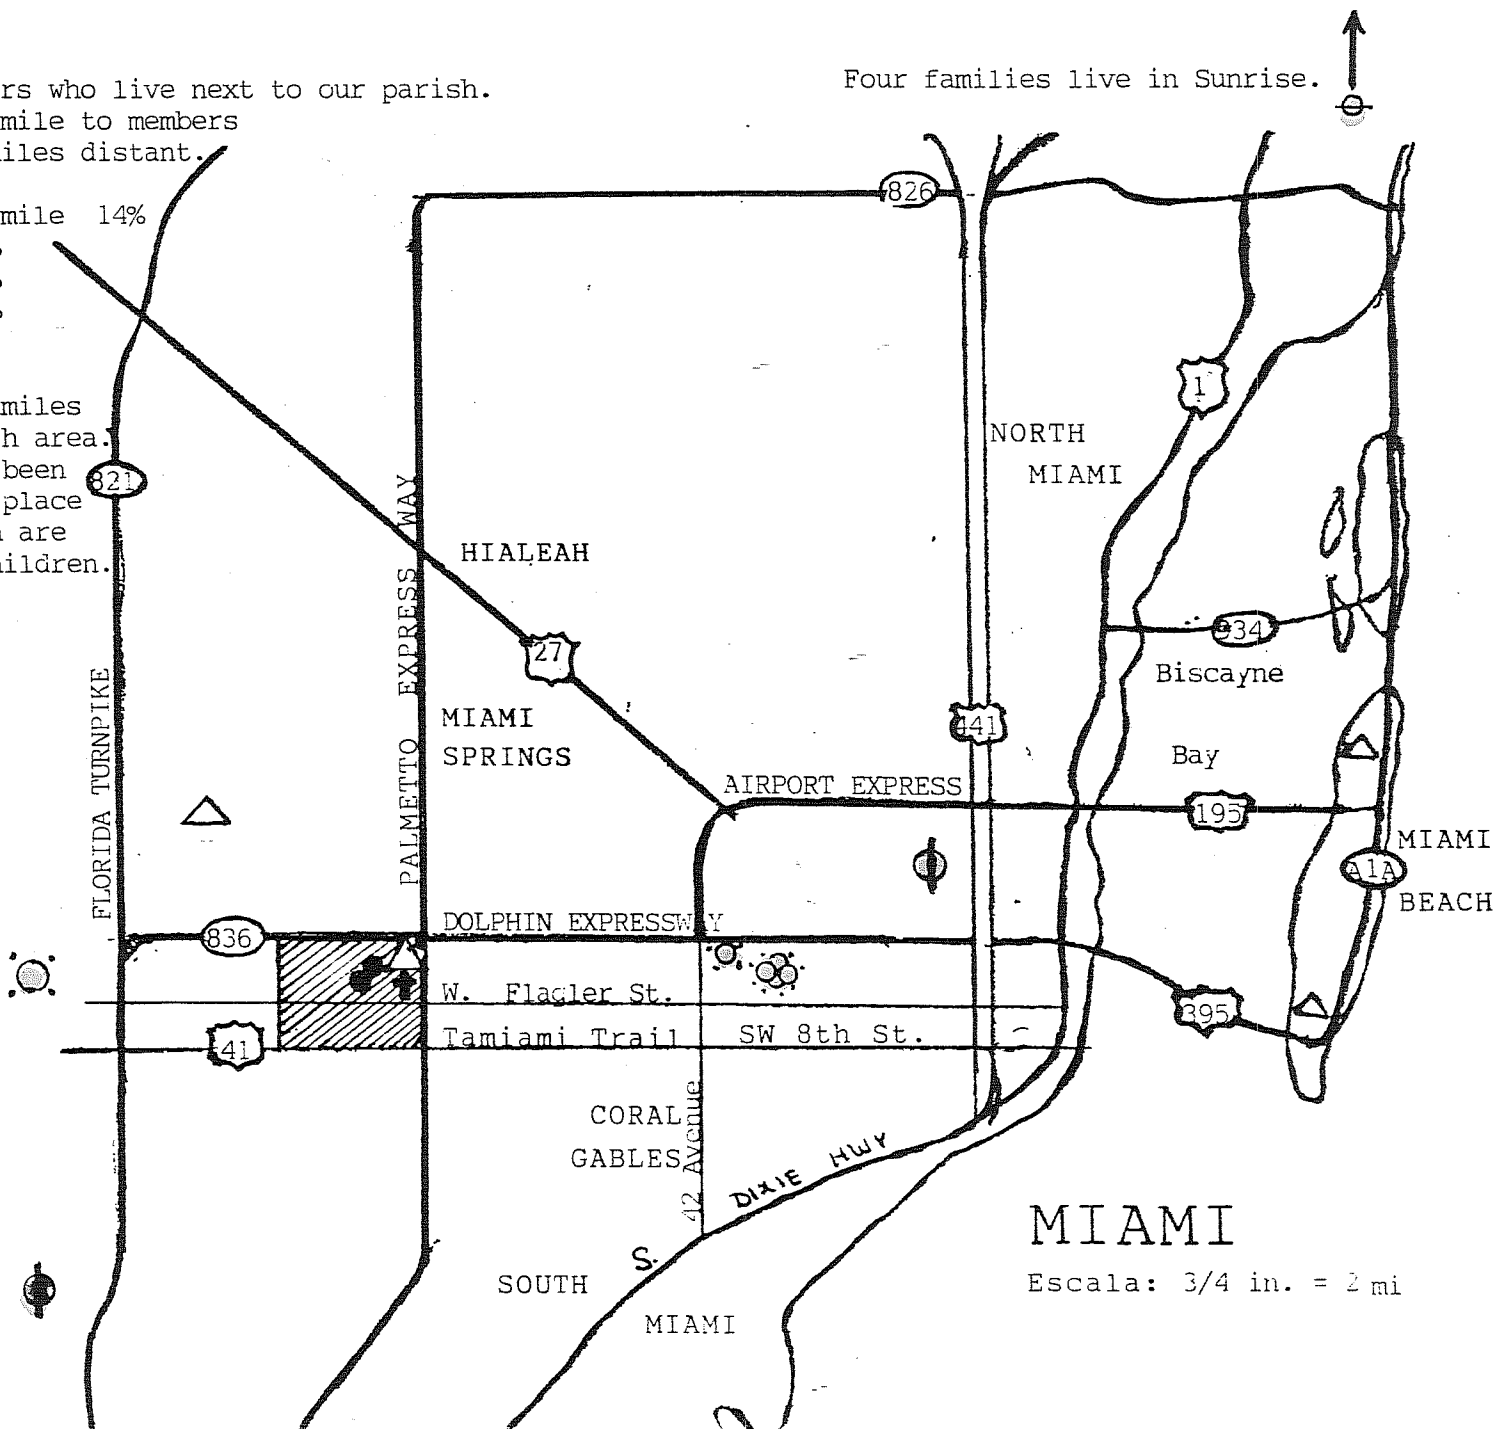 rs who live next to our parish.
mile to members
iles distant.
mile 14%
miles
h area.
been
place
are
hildren.
Four families live in Sunrise.
826
1
NORTH
MIAMI
821
HIALEAH
27
934
Biscayne
Bay
MIAMI
SPRINGS
441
AIRPORT EXPRESS
195
MIAMI
BEACH
A1A
FLORIDA TURNPIKE
PALMETTO EXPRESS WAY
DOLPHIN EXPRESSWAY
836
W. Flagler St.
395
41
Tamiami Trail SW 8th St.
CORAL
GABLES
42 Avenue
S. DIXIE HWY
SOUTH
MIAMI
MIAMI
Escala: 3/4 in. = 2 mi